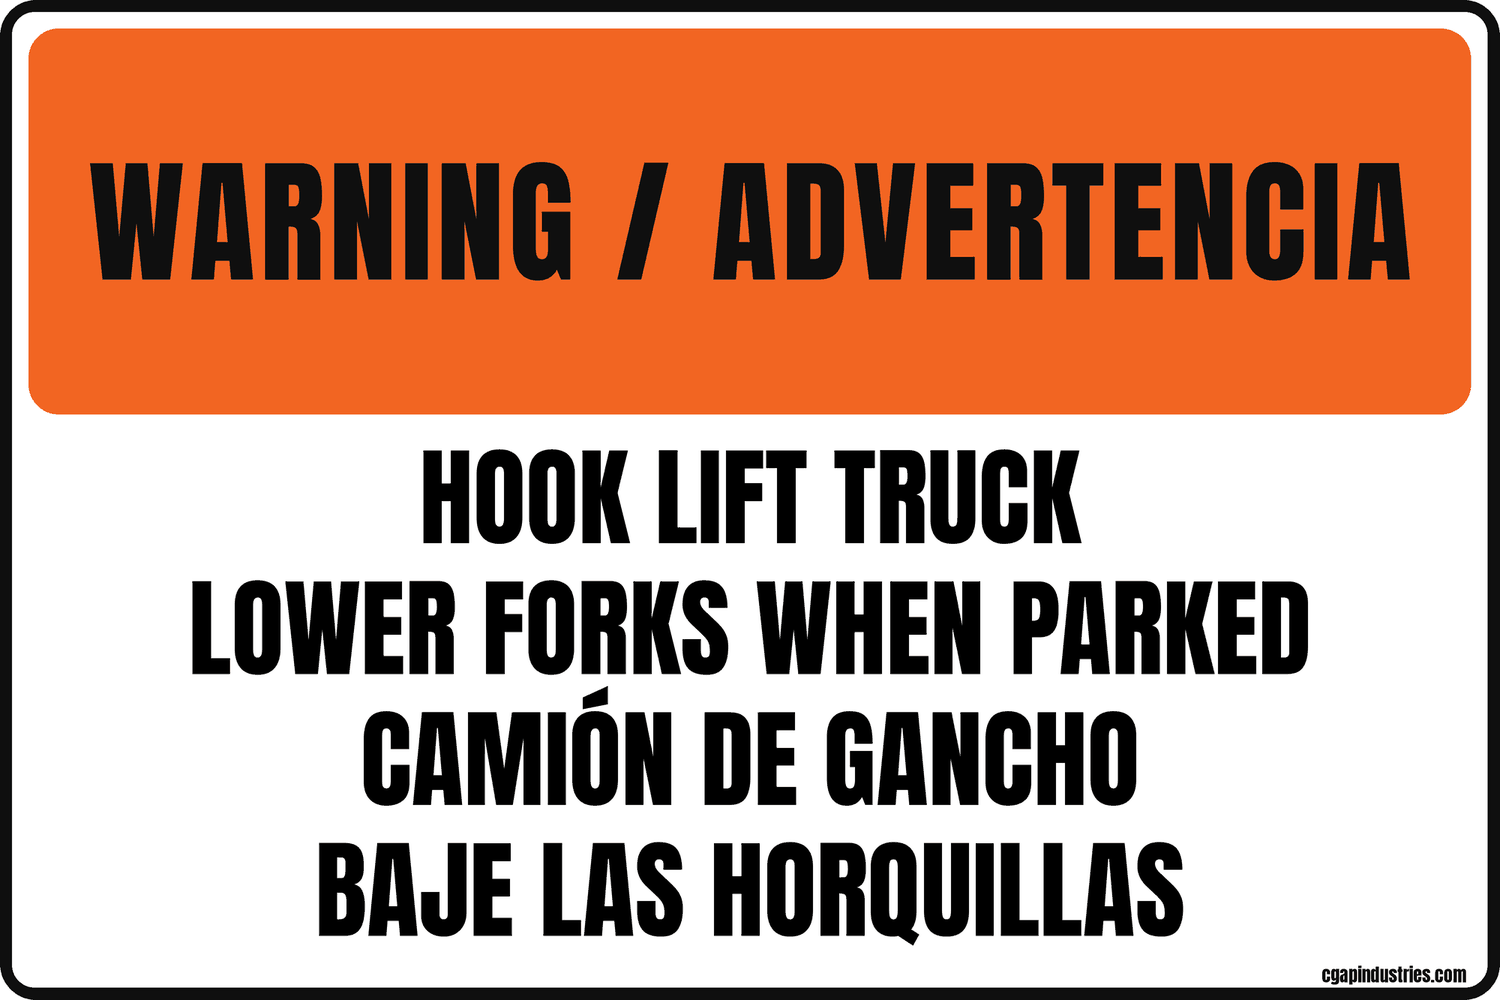 WARNING / ADVERTENCIA
HOOK LIFT TRUCK
LOWER FORKS WHEN PARKED
CAMIÓN DE GANCHO
BAJE LAS HORQUILLAS
cgapindustries.com